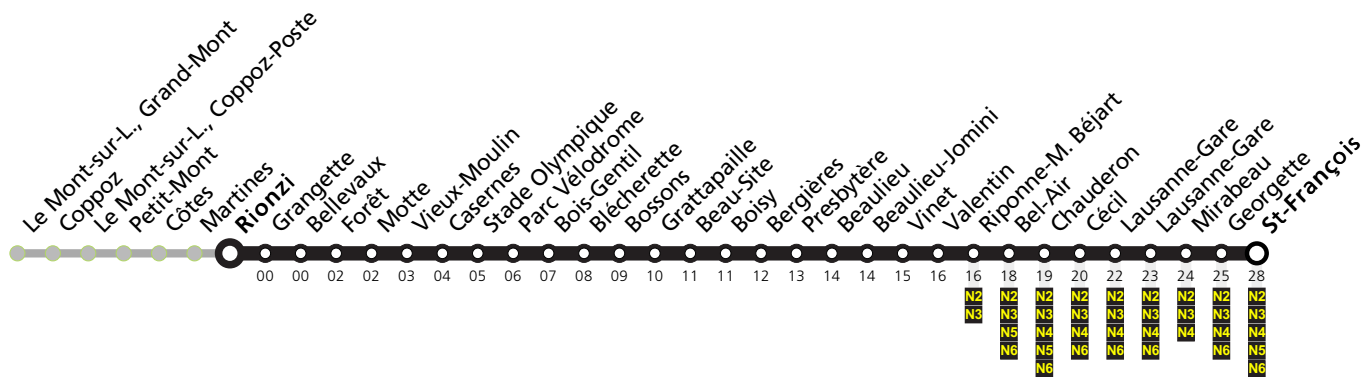 Le Mont-sur-L., Grand-Mont
Coppoz
Le Mont-sur-L., Coppoz-Poste
Petit-Mont
Côtes
Martines
Rionzi
Grangette
Bellevaux
Forêt
Motte
Vieux-Moulin
Casernes
Stade Olympique
Parc Vélodrome
Bois-Gentil
Blécherette
Bossons
Grattapaille
Beau-Site
Boisy
Bergières
Presbytère
Beaulieu
Beaulieu-Jomini
Vinet
Valentin
Riponne-M. Béjart
Bel-Air
Chauderon
Cécil
Lausanne-Gare
Lausanne-Gare
Mirabeau
Georgette
St-François
00 00 02 02 03 04 05 06 07 08 09 10 11 11 12 13 14 14 15 16 16 18 19 20 22 23 24 25 28
N2 N2 N2 N2 N2 N2 N2 N2 N2
N3 N3 N3 N3 N3 N3 N3 N3 N3
N5 N4 N4 N4 N4 N4 N4 N4
N6 N5 N6 N6 N6 N6 N5
N6 N6